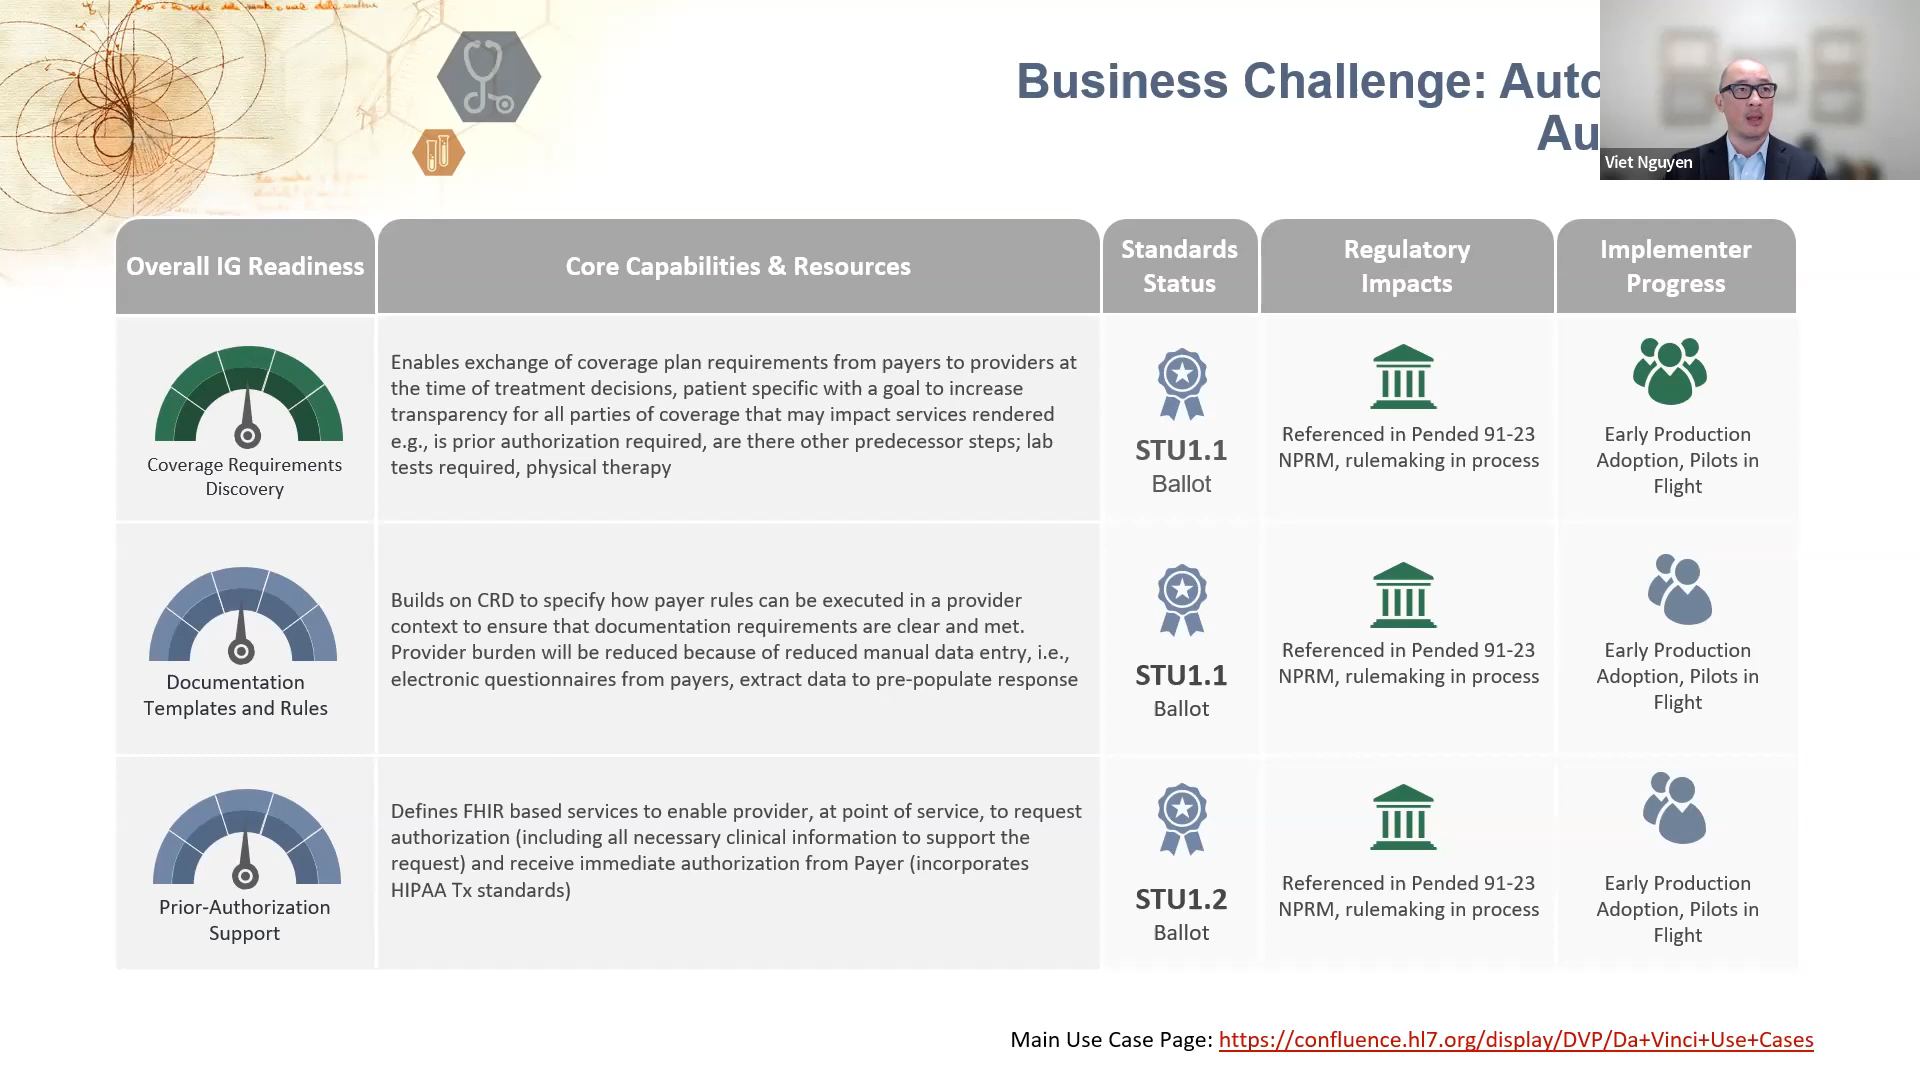 Business Challenge: Auto
Au
Viet Nguyen
Overall IG Readiness
Core Capabilities & Resources
Standards
Status
Regulatory
Impacts
Implementer
Progress
Coverage Requirements
Discovery
Enables exchange of coverage plan requirements from payers to providers at
the time of treatment decisions, patient specific with a goal to increase
transparency for all parties of coverage that may impact services rendered
e.g., is prior authorization required, are there other predecessor steps; lab
tests required, physical therapy
STU1.1
Ballot
Referenced in Pended 91-23
NPRM, rulemaking in process
Early Production
Adoption, Pilots in
Flight
Documentation
Templates and Rules
Builds on CRD to specify how payer rules can be executed in a provider
context to ensure that documentation requirements are clear and met.
Provider burden will be reduced because of reduced manual data entry, i.e.,
electronic questionnaires from payers, extract data to pre-populate response
STU1.1
Ballot
Referenced in Pended 91-23
NPRM, rulemaking in process
Early Production
Adoption, Pilots in
Flight
Prior-Authorization
Support
Defines FHIR based services to enable provider, at point of service, to request
authorization (including all necessary clinical information to support the
request) and receive immediate authorization from Payer (incorporates
HIPAA Tx standards)
STU1.2
Ballot
Referenced in Pended 91-23
NPRM, rulemaking in process
Early Production
Adoption, Pilots in
Flight
Main Use Case Page: https://confluence.hl7.org/display/DVP/Da+Vinci+Use+Cases